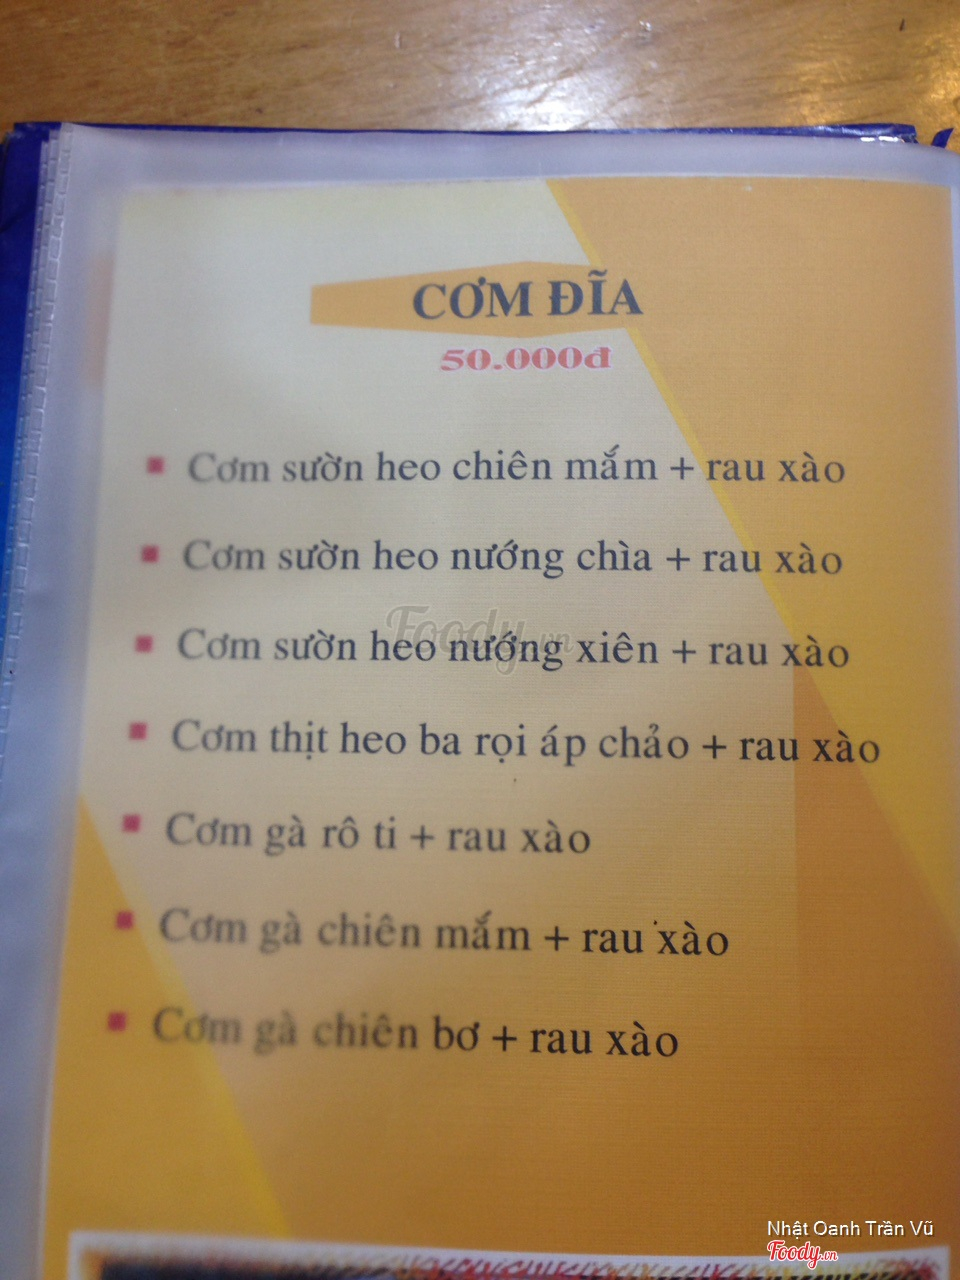 CƠM ĐĨA
50.000đ
Cơm sườn heo chiên mắm + rau xào
Cơm sườn heo nướng chìa + rau xào
Foody.vn
Cơm sườn heo nướng xiên + rau xào
Cơm thịt heo ba rọi áp chảo + rau xào
Cơm gà rô ti + rau xào
Cơm gà chiên mắm + rau xào
Cơm gà chiên bơ + rau xào
Nhật Oanh Trần Vũ
Foody.vn